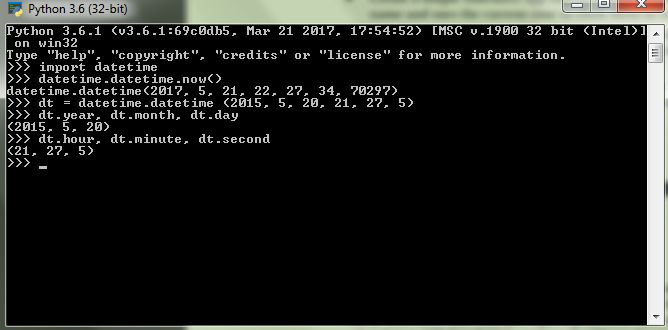 Python 3.6 (32-bit)
Python 3.6.1 (v3.6.1:69c0db5, Mar 21 2017, 17:54:52) [MSC v.1900 32 bit (Intel)]
on win32
Type "help", "copyright", "credits" or "license" for more information.
>>> import datetime
>>> datetime.datetime.now()
datetime.datetime(2017, 5, 21, 22, 27, 34, 70297)
>>> dt = datetime.datetime (2015, 5, 20, 21, 27, 5)
>>> dt.year, dt.month, dt.day
(2015, 5, 20)
>>> dt.hour, dt.minute, dt.second
(21, 27, 5)
>>> _